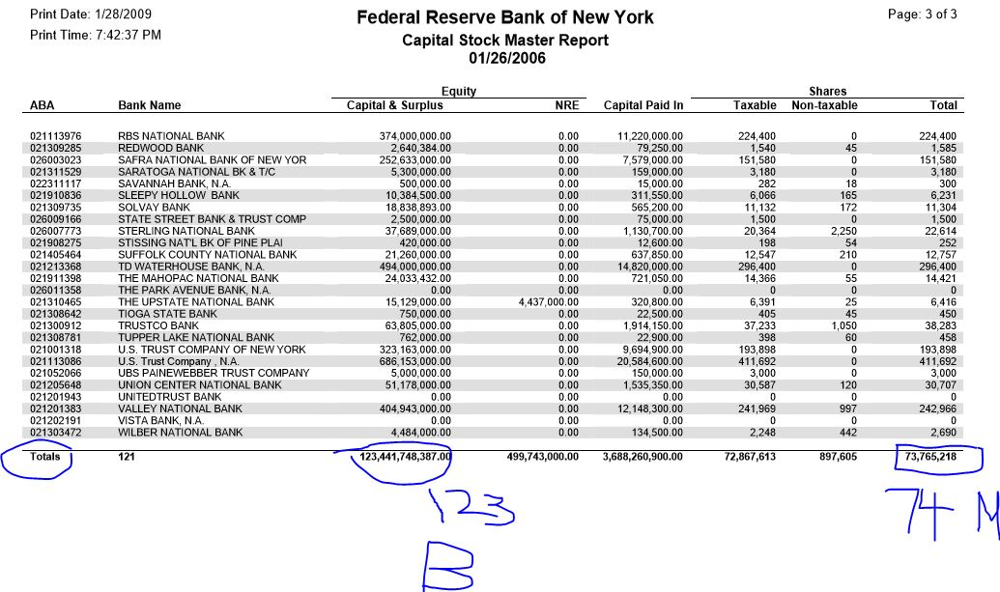 Print Date: 1/28/2009 Federal Reserve Bank of New York Page: 3 of 3
Print Time: 7:42:37 PM Capital Stock Master Report
01/26/2006
Equity Shares
ABA Bank Name Capital & Surplus NRE Capital Paid In Taxable Non-taxable Total
021113976 RBS NATIONAL BANK 374,000,000.00 0.00 11,220,000.00 224,400 0 224,400
021309285 REDWOOD BANK 2,640,384.00 0.00 79,250.00 1,540 45 1,585
026003023 SAFRA NATIONAL BANK OF NEW YOR 252,633,000.00 0.00 7,579,000.00 151,580 0 151,580
021311529 SARATOGA NATIONAL BK & T/C 5,300,000.00 0.00 159,000.00 3,180 0 3,180
022311117 SAVANNAH BANK, N.A. 500,000.00 0.00 15,000.00 282 18 300
021910836 SLEEPY HOLLOW BANK 10,384,500.00 0.00 311,550.00 6,066 165 6,231
021309735 SOLVAY BANK 18,838,893.00 0.00 565,200.00 11,132 172 11,304
026009166 STATE STREET BANK & TRUST COMP 2,500,000.00 0.00 75,000.00 1,500 0 1,500
026007773 STERLING NATIONAL BANK 37,689,000.00 0.00 1,130,700.00 20,364 2,250 22,614
021908275 STISSING NAT'L BK OF PINE PLAI 420,000.00 0.00 12,600.00 198 54 252
021405464 SUFFOLK COUNTY NATIONAL BANK 21,260,000.00 0.00 637,850.00 12,547 210 12,757
021213368 TD WATERHOUSE BANK, N.A. 494,000,000.00 0.00 14,820,000.00 296,400 0 296,400
021911398 THE MAHOPAC NATIONAL BANK 24,033,432.00 0.00 721,050.00 14,366 55 14,421
026011358 THE PARK AVENUE BANK, N.A. 0.00 0.00 0.00 0 0 0
021310465 THE UPSTATE NATIONAL BANK 15,129,000.00 4,437,000.00 320,800.00 6,391 25 6,416
021308642 TIOGA STATE BANK 750,000.00 0.00 22,500.00 405 45 450
021300912 TRUSTCO BANK 63,805,000.00 0.00 1,914,150.00 37,233 1,050 38,283
021308781 TUPPER LAKE NATIONAL BANK 762,000.00 0.00 22,900.00 398 60 458
021001318 U.S. TRUST COMPANY OF NEW YORK 323,163,000.00 0.00 9,694,900.00 193,898 0 193,898
021113086 U.S. Trust Company , N.A. 686,153,000.00 0.00 20,584,600.00 411,692 0 411,692
021052066 UBS PAINEWEBBER TRUST COMPANY 5,000,000.00 0.00 150,000.00 3,000 0 3,000
021205648 UNION CENTER NATIONAL BANK 51,178,000.00 0.00 1,535,350.00 30,587 120 30,707
021201943 UNITEDTRUST BANK 0.00 0.00 0.00 0 0 0
021201383 VALLEY NATIONAL BANK 404,943,000.00 0.00 12,148,300.00 241,969 997 242,966
021202191 VISTA BANK, N.A. 0.00 0.00 0.00 0 0 0
021303472 WILBER NATIONAL BANK 4,484,000.00 0.00 134,500.00 2,248 442 2,690
Totals 121 123,441,748,387.00 499,743,000.00 3,688,260,900.00 72,867,613 897,605 73,765,218
123 74 M
B